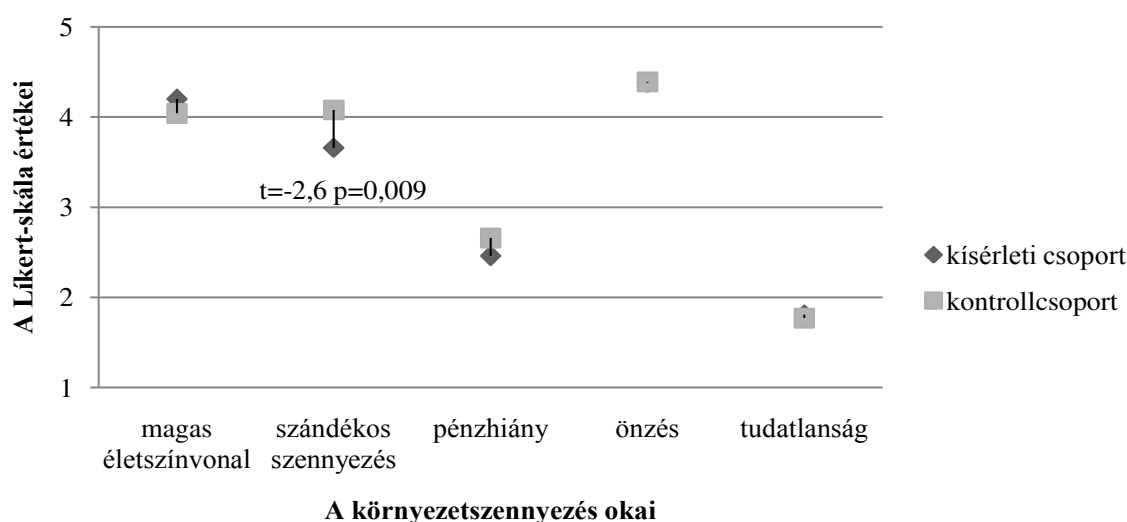 A Líkert-skála értékei
5
4
3
2
1
t=-2,6 p=0,009
magas
életszínvonal
szándékos
szennyezés
pénzhiány
önzés
tudatlanság
A környezetszennyezés okai
kísérleti csoport
kontrollcsoport